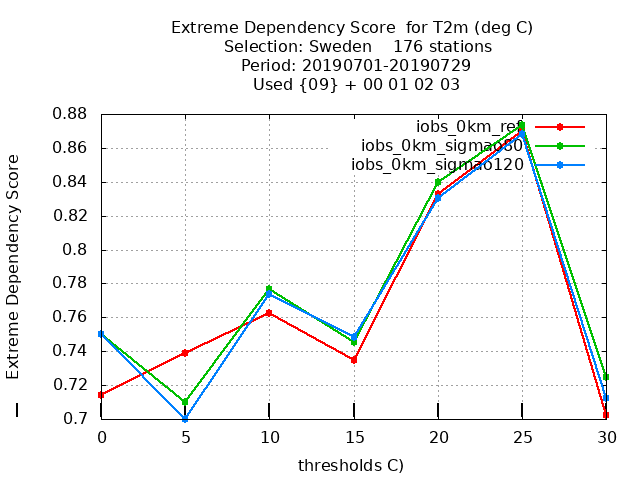 Extreme Dependency Score  for T2m (deg C)
Selection: Sweden    176 stations
Period: 20190701-20190729
Used {09} + 00 01 02 03
iobs_0km_ref
iobs_0km_sigmao80
iobs_0km_sigmao120
Extreme Dependency Score
0.88
0.86
0.84
0.82
0.8
0.78
0.76
0.74
0.72
0.7
0 5 10 15 20 25 30
thresholds C)